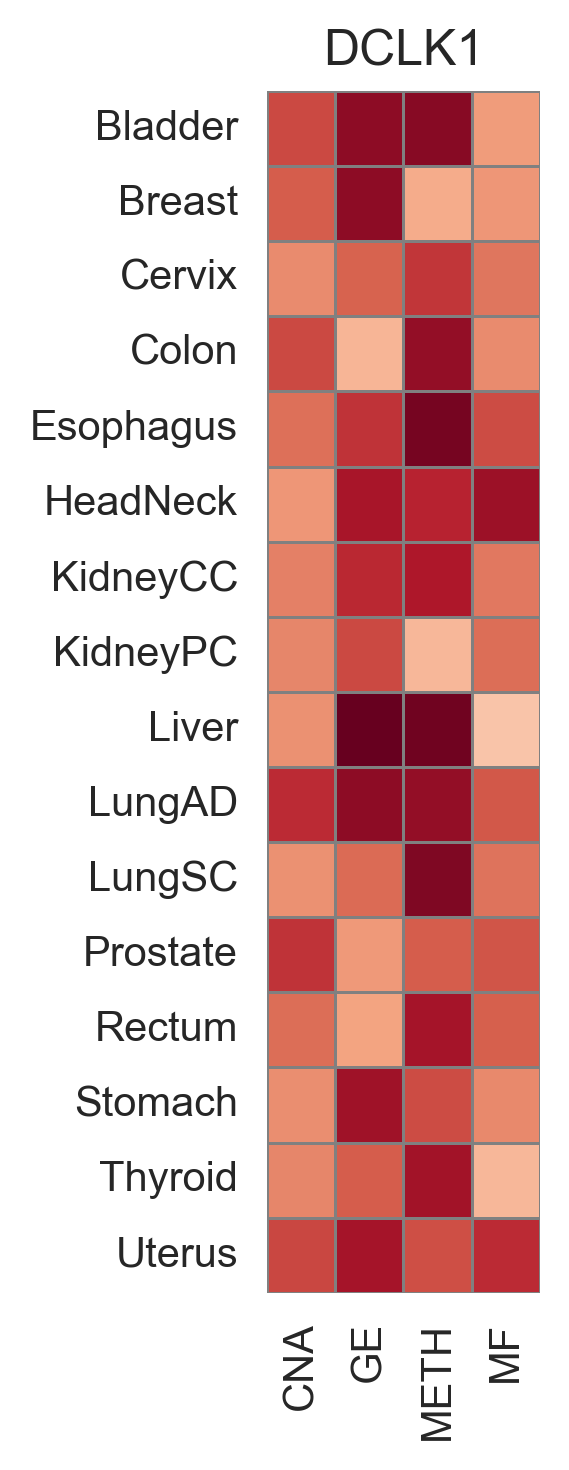 DCLK1
Bladder
Breast
Cervix
Colon
Esophagus
HeadNeck
KidneyCC
KidneyPC
Liver
LungAD
LungSC
Prostate
Rectum
Stomach
Thyroid
Uterus
CNA
GE
METH
MF